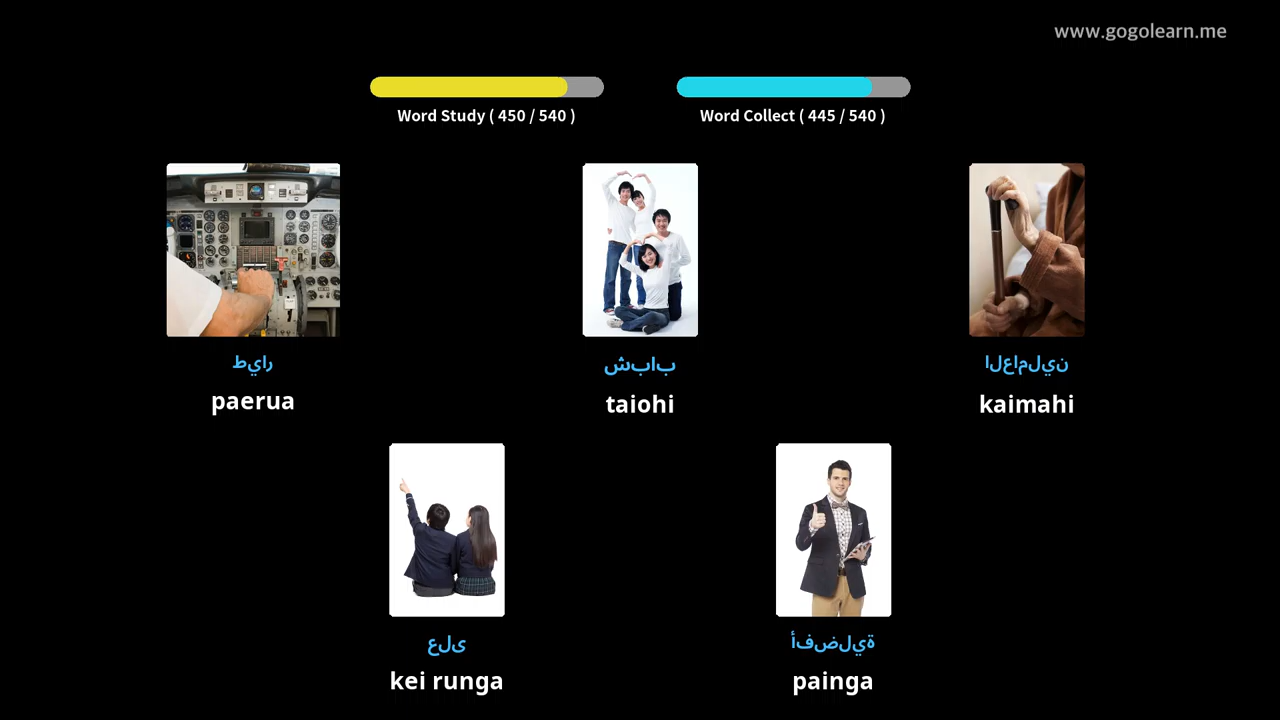 www.gogolearn.me
Word Study ( 450 / 540 )
Word Collect ( 445 / 540 )
طيار
paerua
شباب
taiohi
العاملين
kaimahi
على
kei runga
أفضلية
painga